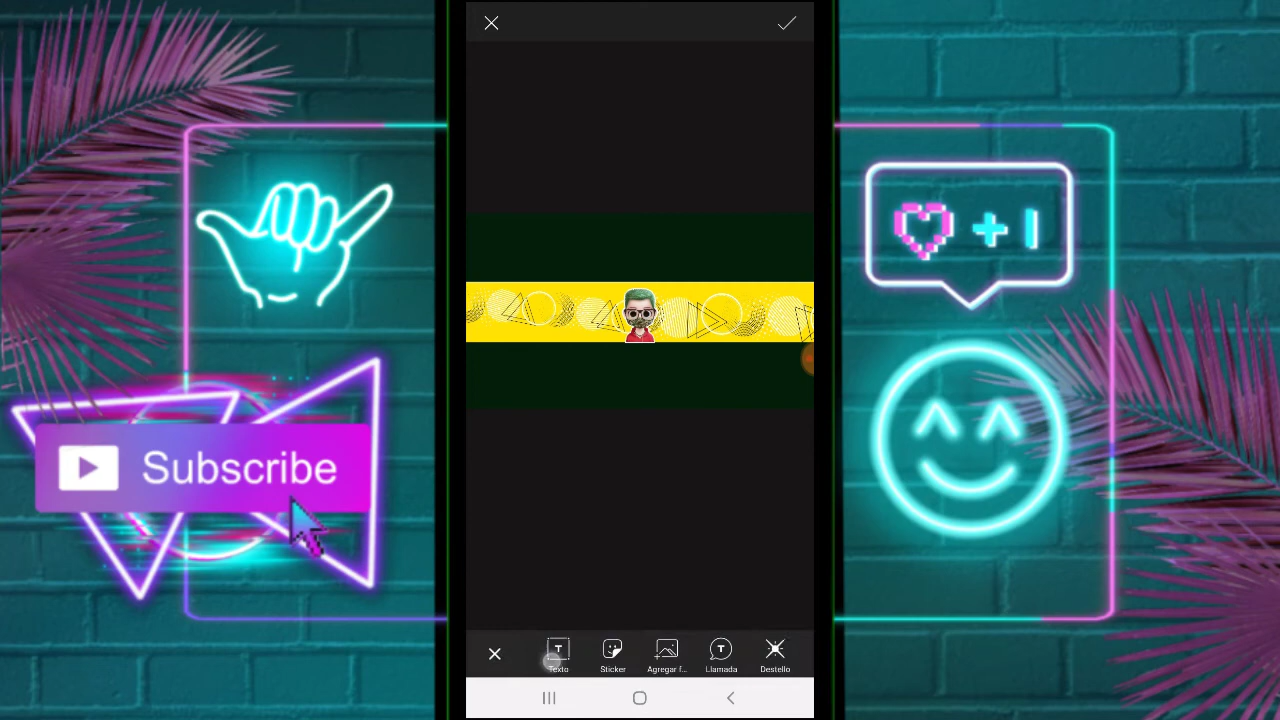 + 1
Subscribe
T
T
Texto
Sticker
Agregar f...
Llamada
Destello